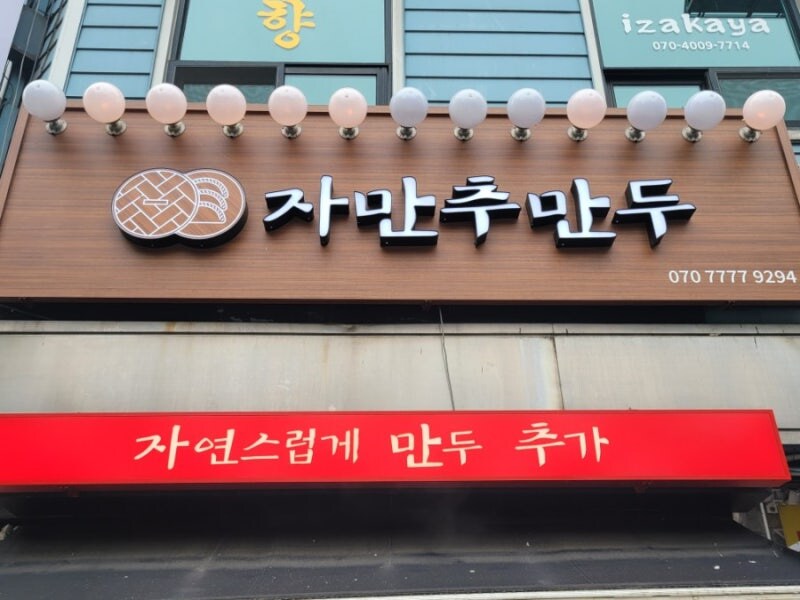 향
izakaya
070-4009-7714
자만추만두
070 7777 9294
자연스럽게 만두 추가